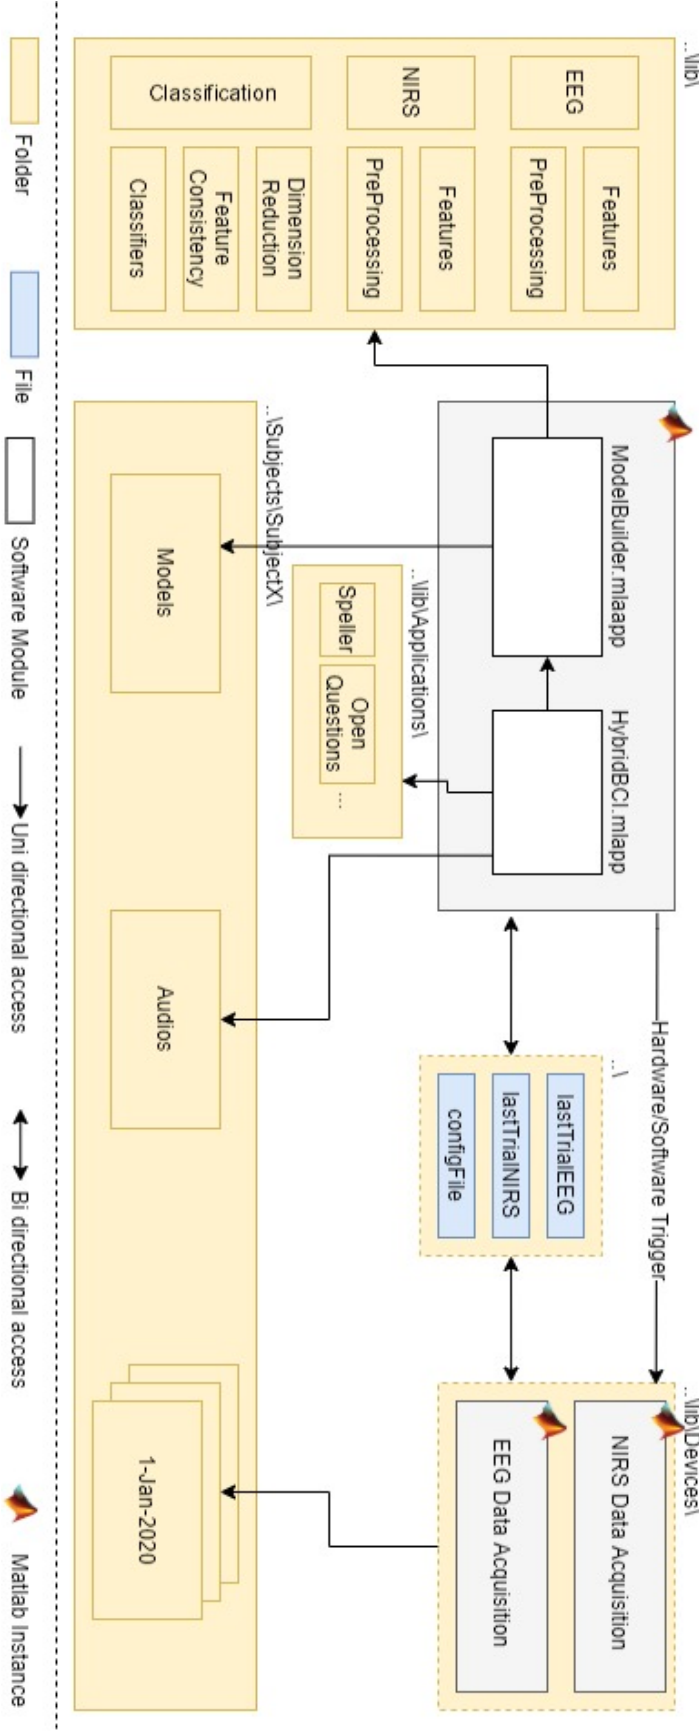 ..\lib\
EEG
Features
PreProcessing
NIRS
Features
PreProcessing
Classification
Dimension
Reduction
Feature
Consistency
Classifiers
ModelBuilder.mlaapp
HybridBCI.mlapp
..\lib\Applications\
Speller
Open
Questions
...
Hardware/Software Trigger
..\
lastTrialEEG
lastTrialNIRS
configFile
..\lib\Devices\
NIRS Data Acquisition
EEG Data Acquisition
..\Subjects\SubjectX\
Models
Audios
1-Jan-2020
Folder
File
Software Module
Uni directional access
Bi directional access
Matlab Instance